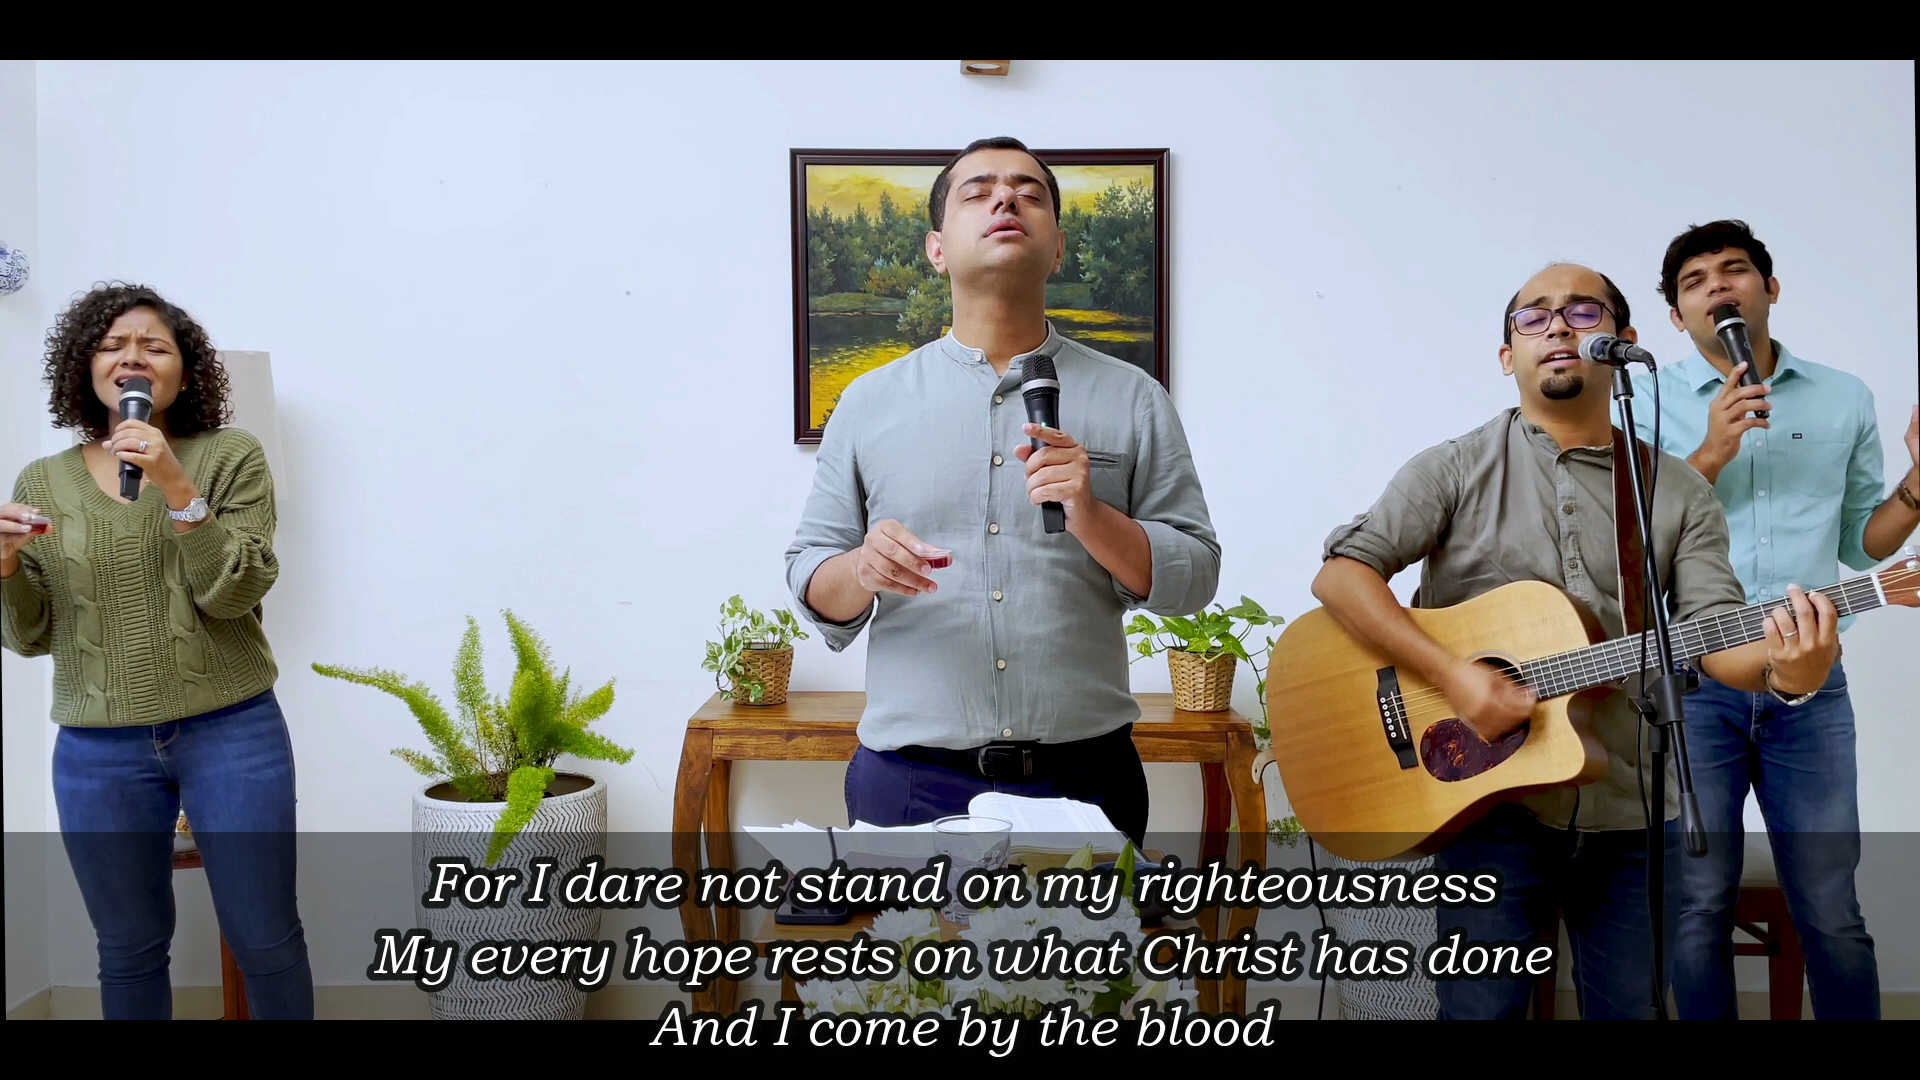 For I dare not stand on my righteousness
My every hope rests on what Christ has done
And I come by the blood